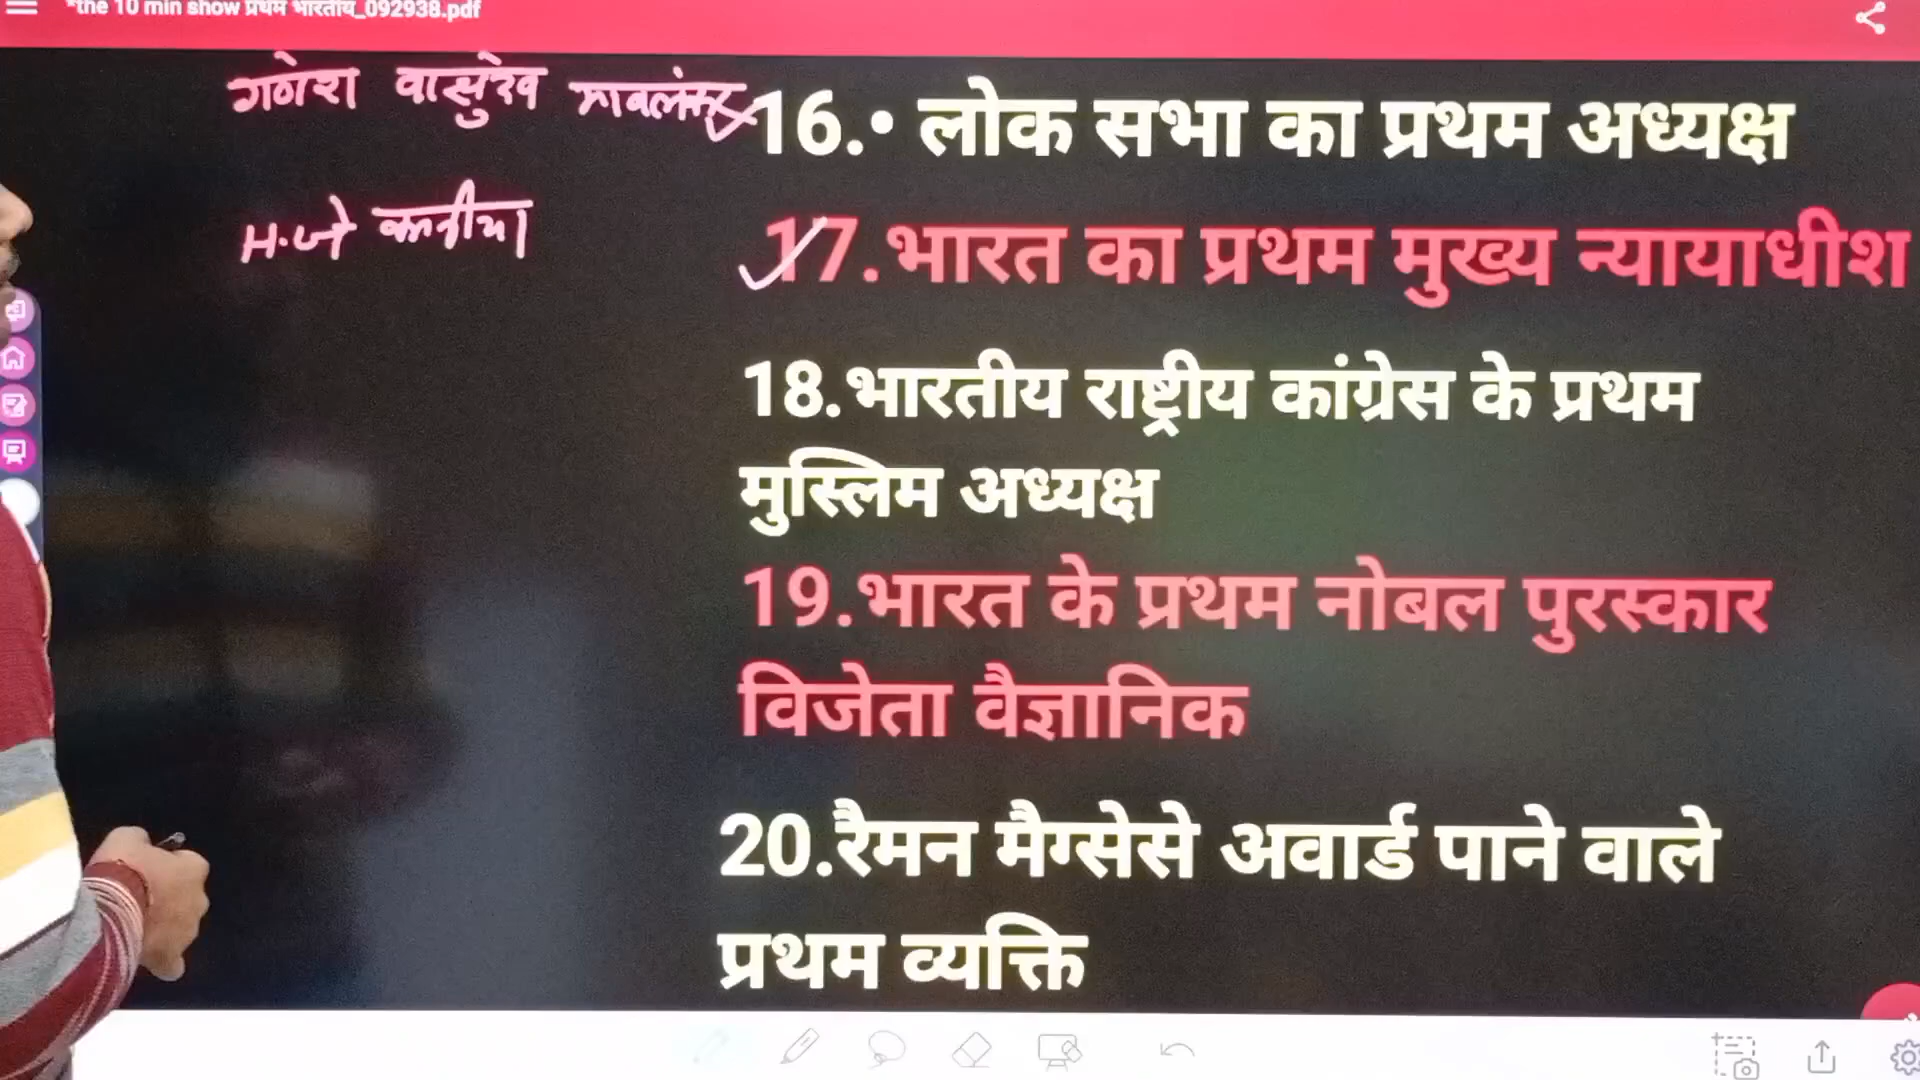 *the 10 min show प्रथम भारतीय_092938.pdf
गणेश वासुदेव मावलंकर
16.• लोक सभा का प्रथम अध्यक्ष
H.जे कानीया
17.भारत का प्रथम मुख्य न्यायाधीश
18.भारतीय राष्ट्रीय कांग्रेस के प्रथम
मुस्लिम अध्यक्ष
19.भारत के प्रथम नोबल पुरस्कार
विजेता वैज्ञानिक
20.रैमन मैग्सेसे अवार्ड पाने वाले
प्रथम व्यक्ति